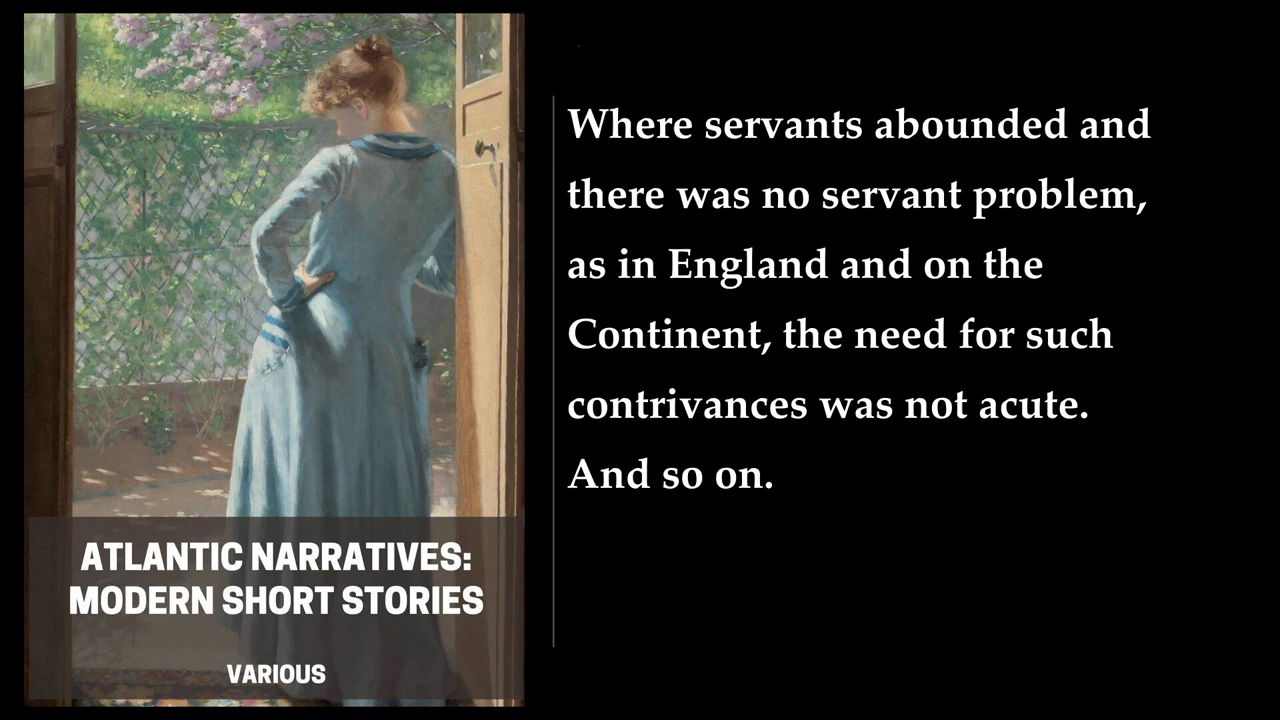 Where servants abounded and
there was no servant problem,
as in England and on the
Continent, the need for such
contrivances was not acute.
And so on.
ATLANTIC NARRATIVES:
MODERN SHORT STORIES
VARIOUS